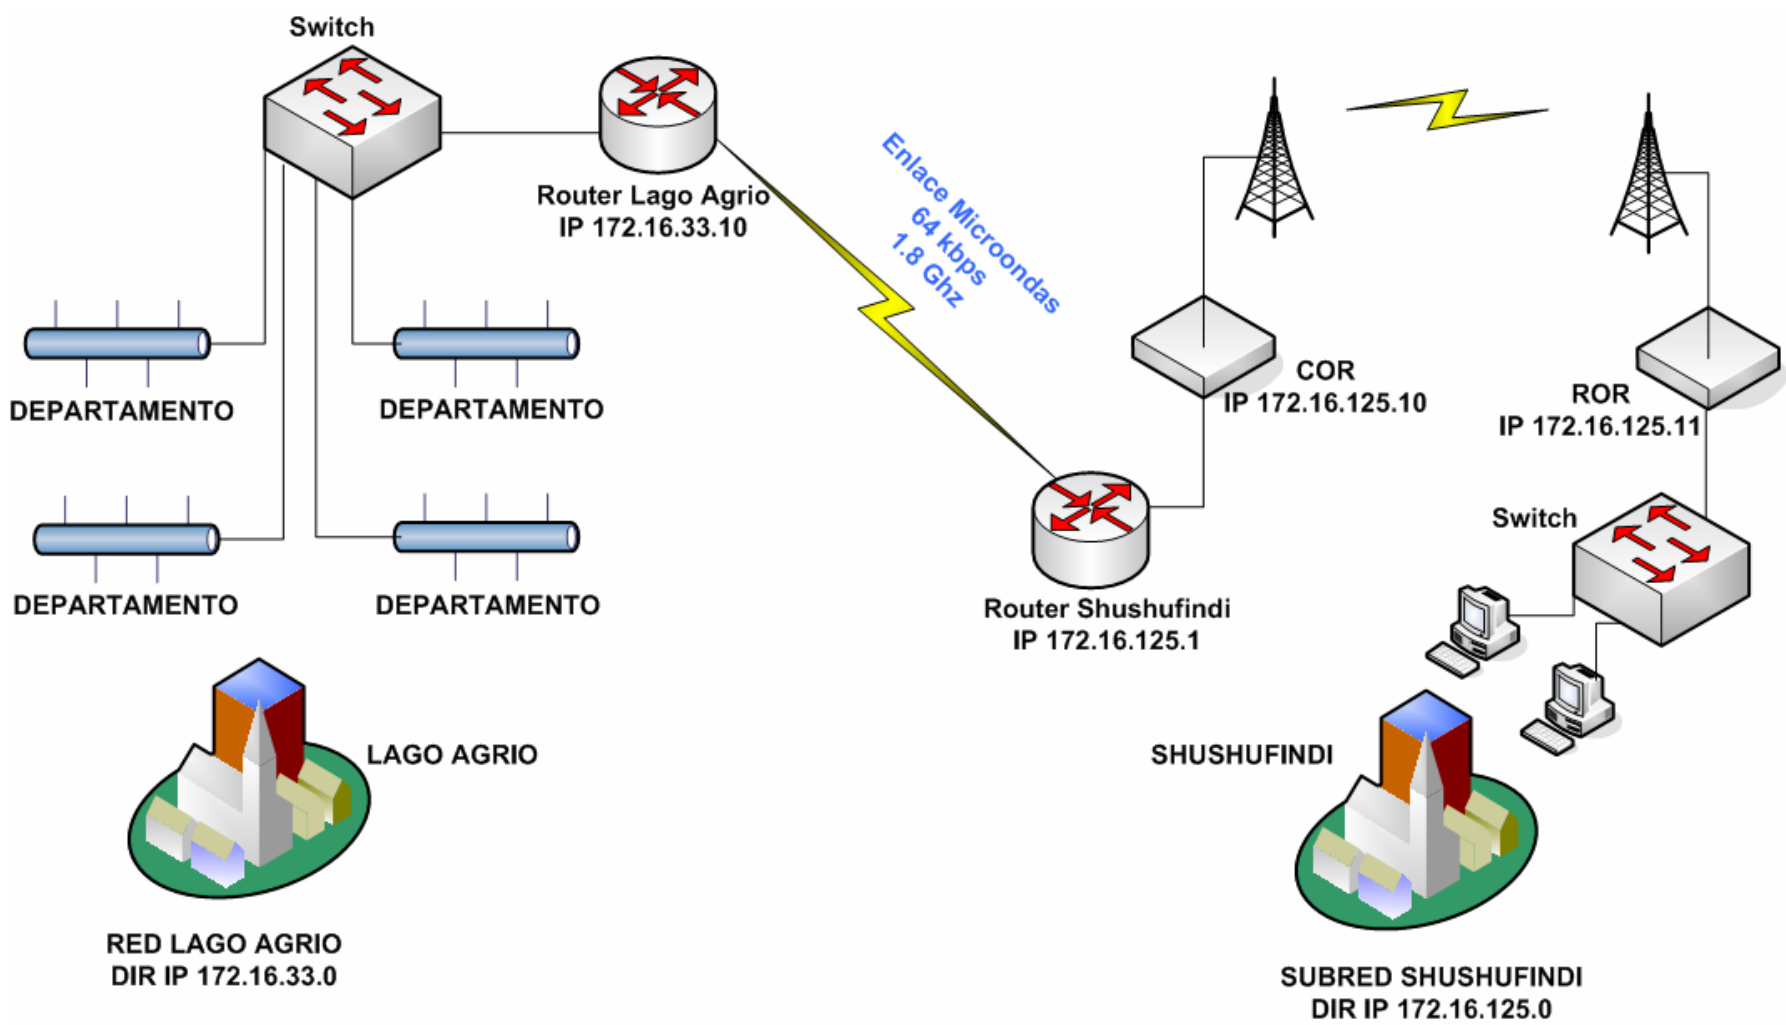 Switch
Router Lago Agrio
IP 172.16.33.10
Enlace Microondas
64 kbps
1.8 Ghz
COR
IP 172.16.125.10
ROR
IP 172.16.125.11
DEPARTAMENTO
DEPARTAMENTO
DEPARTAMENTO
DEPARTAMENTO
Switch
Router Shushufindi
IP 172.16.125.1
LAGO AGRIO
SHUSHUFINDI
RED LAGO AGRIO
DIR IP 172.16.33.0
SUBRED SHUSHUFINDI
DIR IP 172.16.125.0